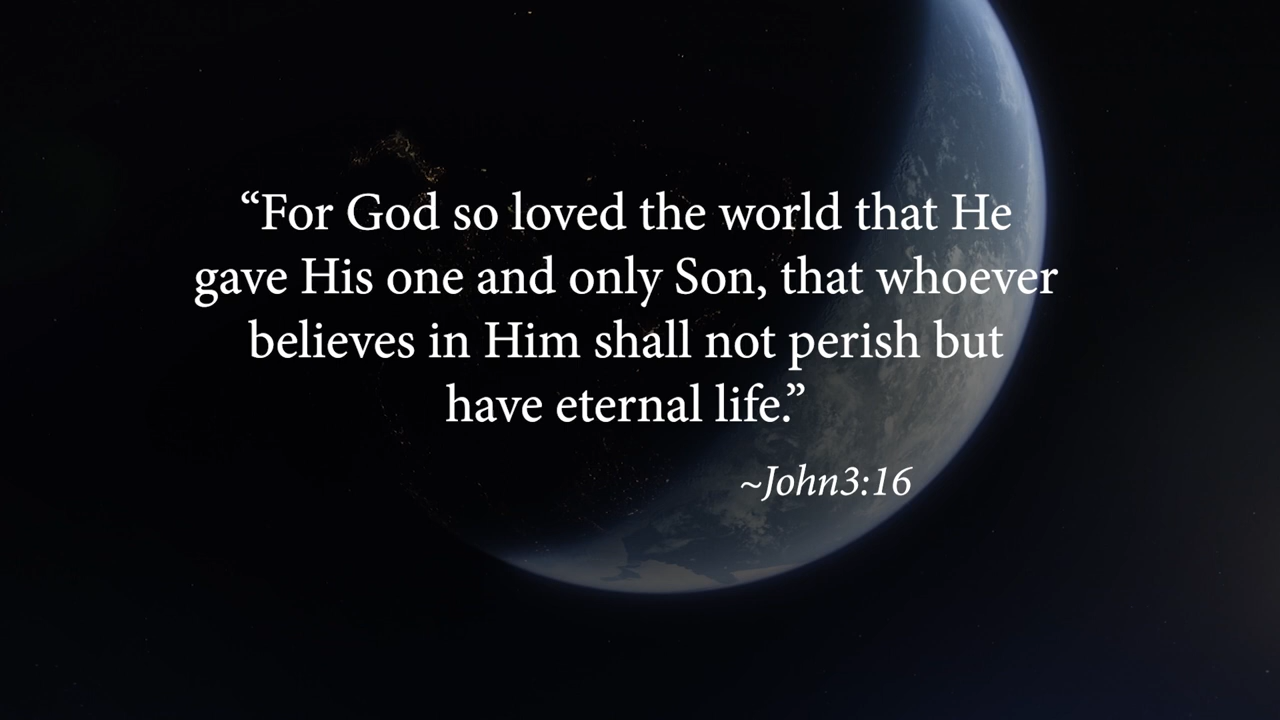 “For God so loved the world that He
gave His one and only Son, that whoever
believes in Him shall not perish but
have eternal life.”
~John3:16